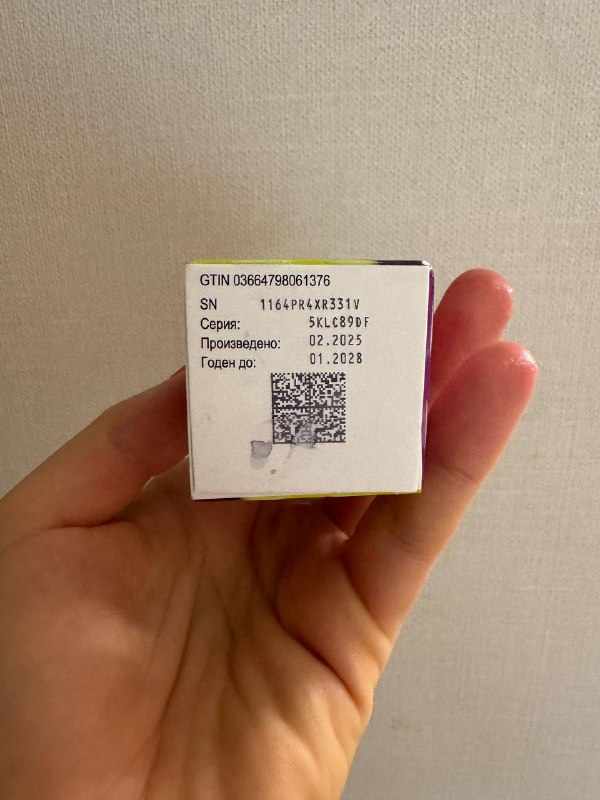 GTIN 03664798061376
SN 1164PR4XR331V
Серия: 5KLC89DF
Произведено: 02.2025
Годен до: 01.2028